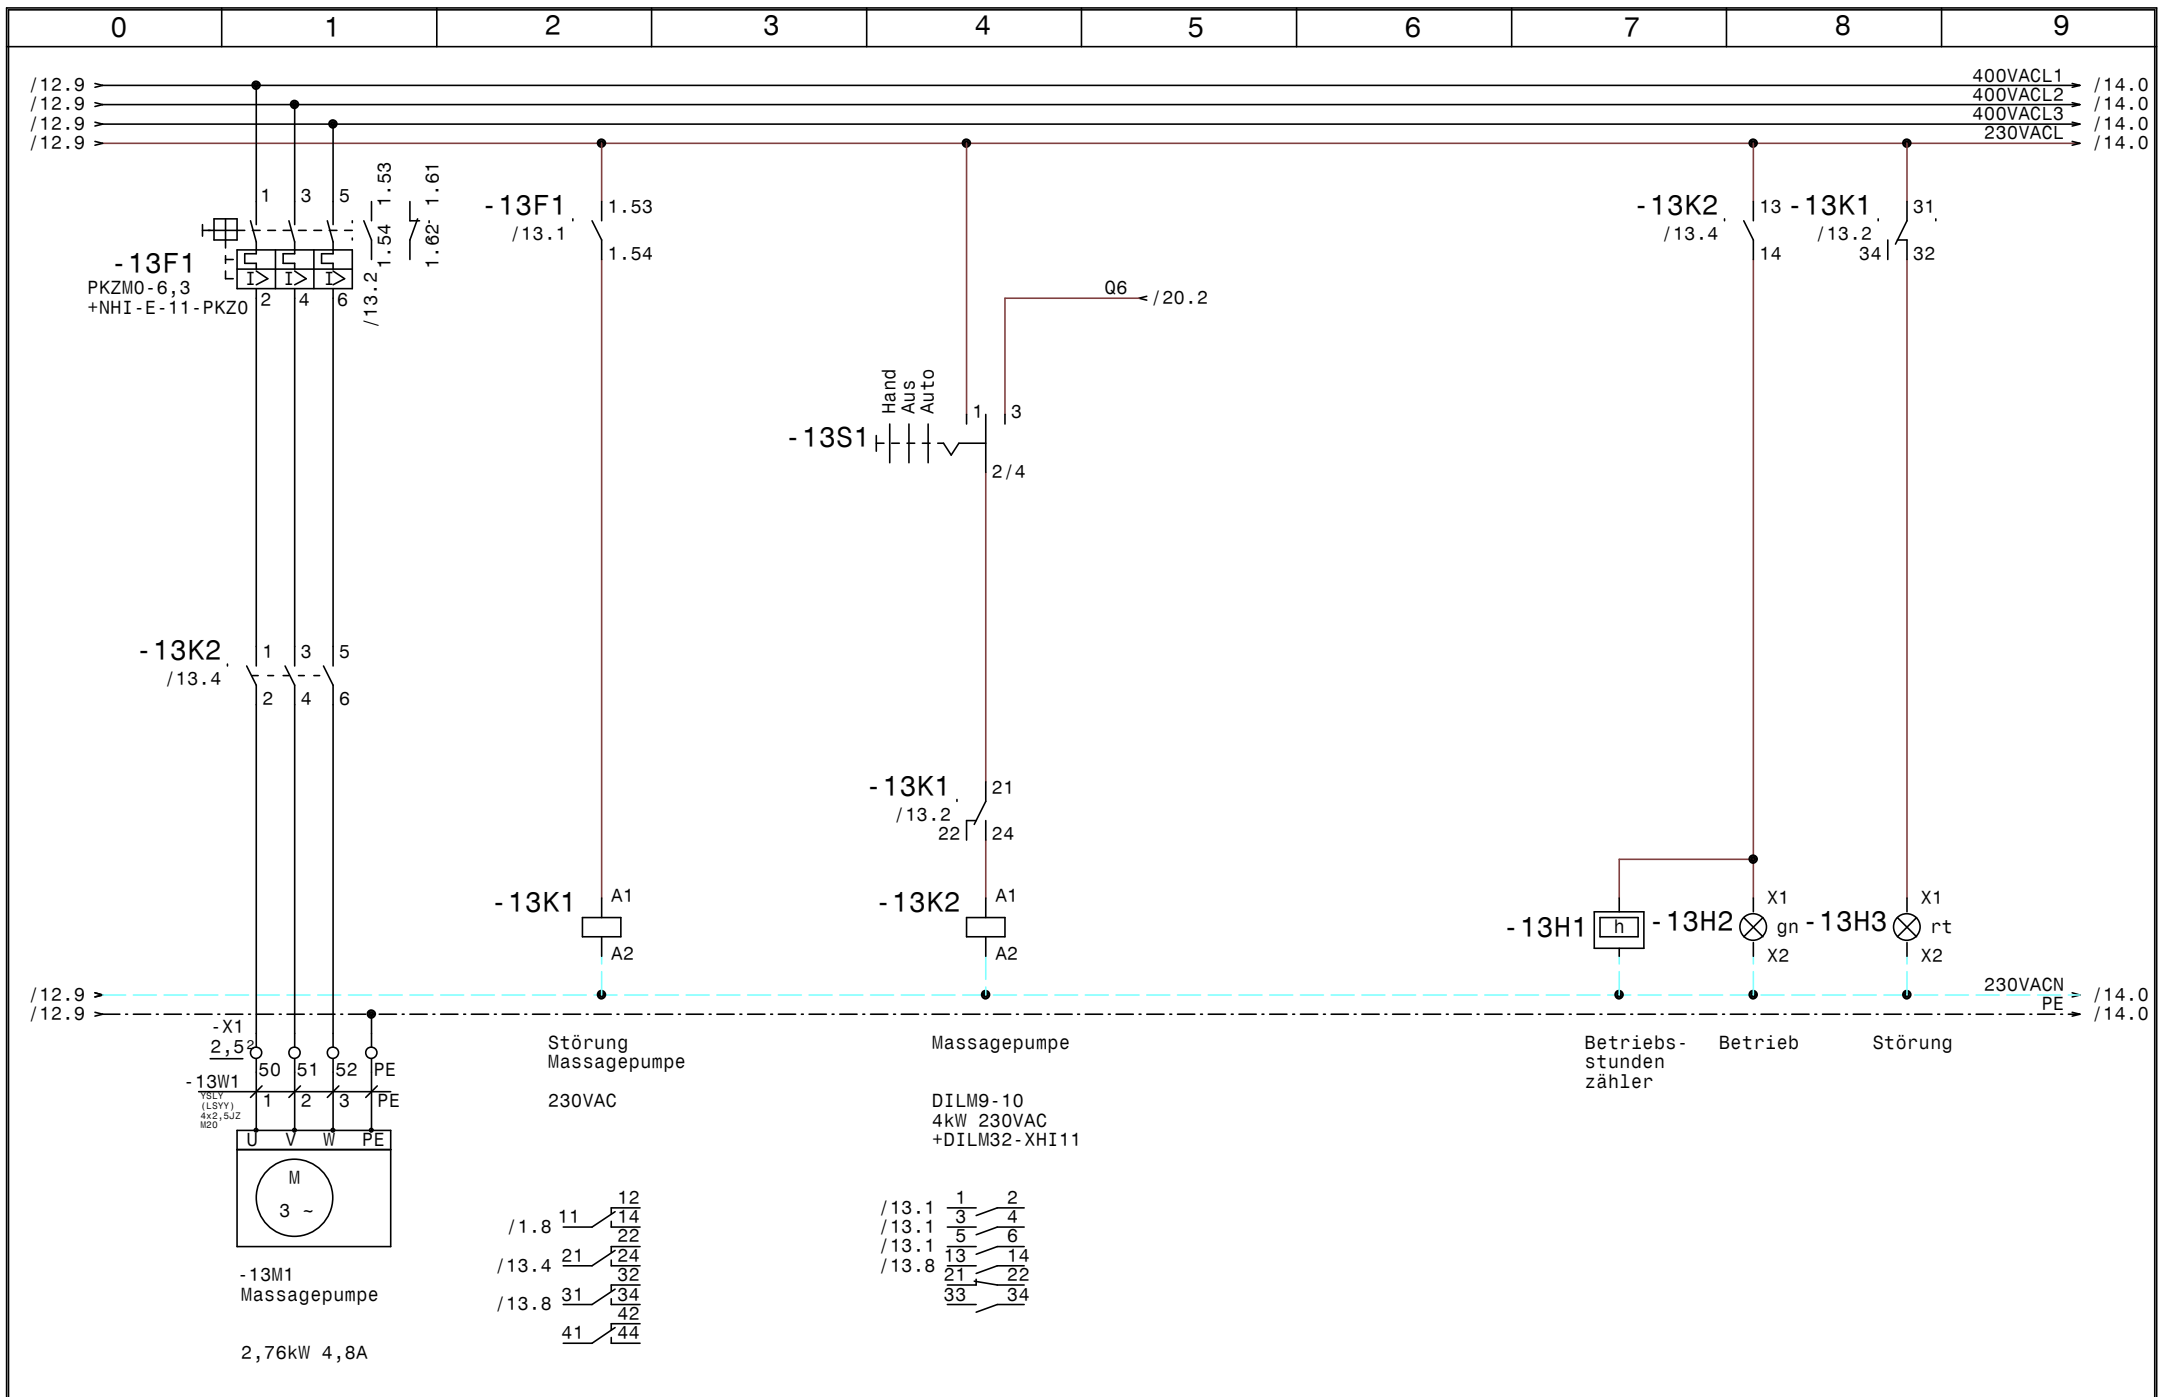 0 1 2 3 4 5 6 7 8 9
/12.9 400VACL1 /14.0
/12.9 400VACL2 /14.0
/12.9 400VACL3 /14.0
/12.9 230VACL /14.0
1 3 5 1.53 1.61
1.54 1.62
-13F1
PKZM0-6,3
+NHI-E-11-PKZ0
I> I> I>
2 4 6
/13.2
-13F1
/13.1
1.53
1.54
Q6 /20.2
Hand
Aus
Auto
-13S1
1 3
2/4
-13K2
/13.4
13
14
-13K1
/13.2
31
34 32
-13K2
/13.4
1 3 5
2 4 6
-13K1
/13.2
21
22 24
-13K1
A1
A2
-13K2
A1
A2
-13H1
h
-13H2
X1
gn
X2
-13H3
X1
rt
X2
/12.9 230VACN /14.0
/12.9 PE /14.0
-X1
2,5²
50 51 52 PE
-13W1
YSLY
(LSYY)
4x2,5JZ
M20
1 2 3 PE
U V W PE
M
3 ~
-13M1
Massagepumpe
2,76kW 4,8A
Störung
Massagepumpe
230VAC
12
/1.8 11 14
22
/13.4 21 24
32
/13.8 31 34
42
41 44
Massagepumpe
DILM9-10
4kW 230VAC
+DILM32-XHI11
/13.1 1 2
/13.1 3 4
/13.1 5 6
/13.8 13 14
21 22
33 34
Betriebs-
stunden
zähler
Betrieb
Störung